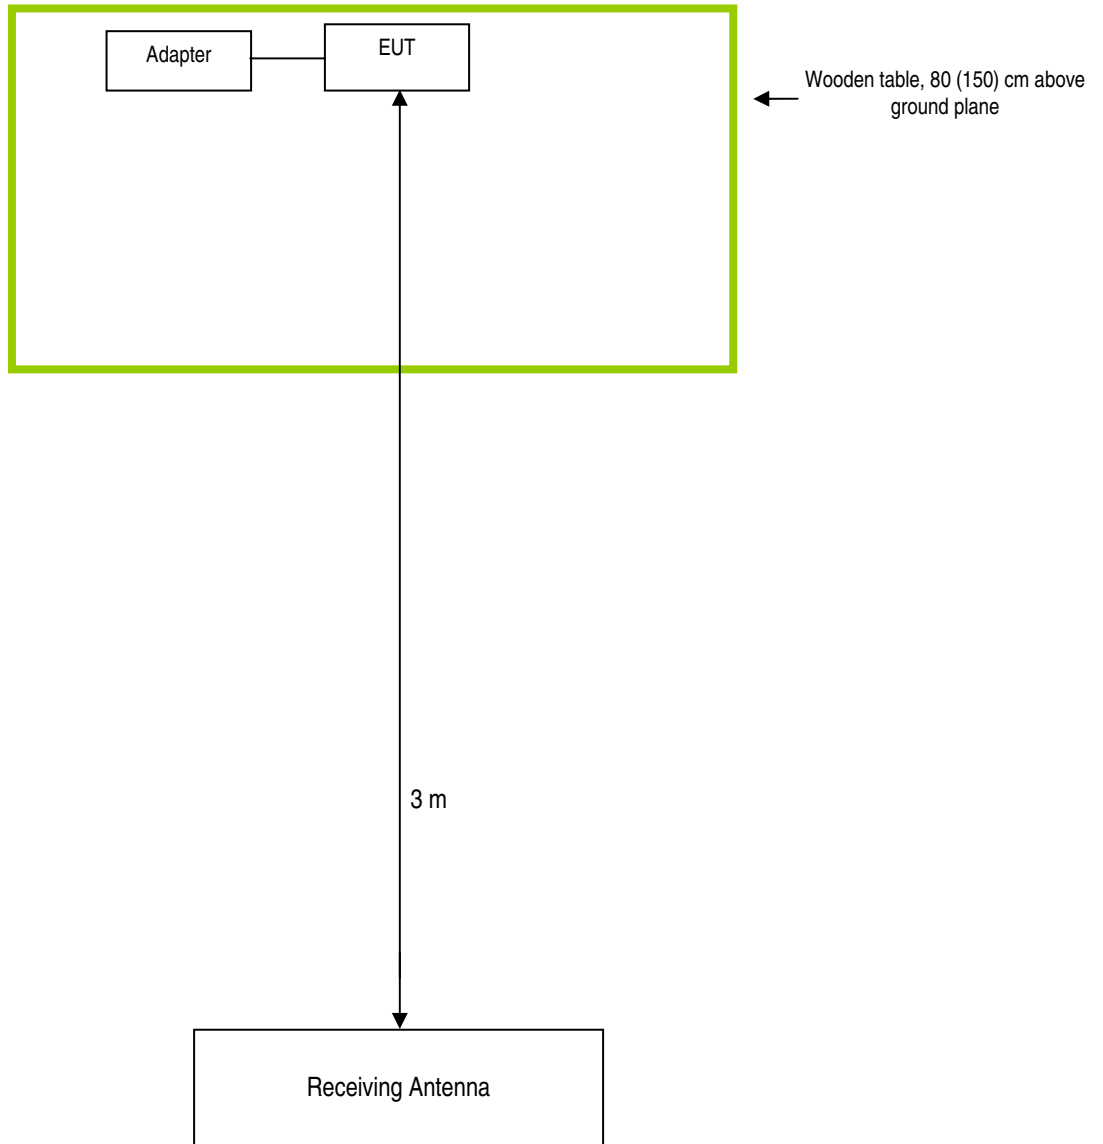 Adapter
EUT
Wooden table, 80 (150) cm above
ground plane
3 m
Receiving Antenna